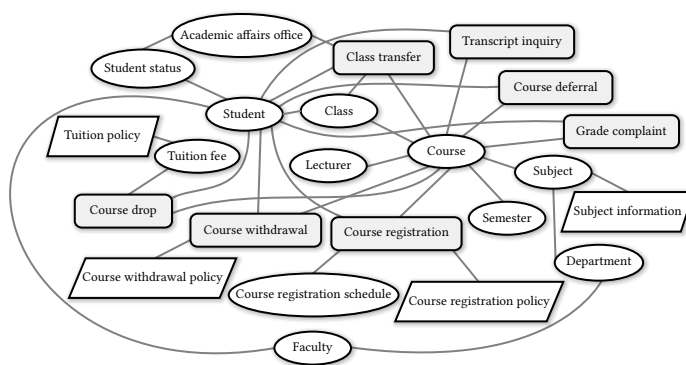 Academic affairs office
Transcript inquiry
Class transfer
Student status
Course deferral
Student
Class
Grade complaint
Tuition policy
Tuition fee
Lecturer
Course
Subject
Course drop
Course withdrawal
Course registration
Semester
Subject information
Course withdrawal policy
Course registration schedule
Course registration policy
Department
Faculty